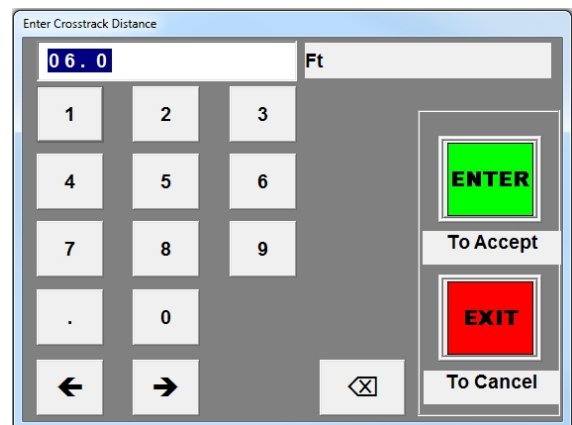 Enter Crosstrack Distance
06.0 Ft
1 2 3
4 5 6
7 8 9
. 0
← → ⌫
ENTER
To Accept
EXIT
To Cancel